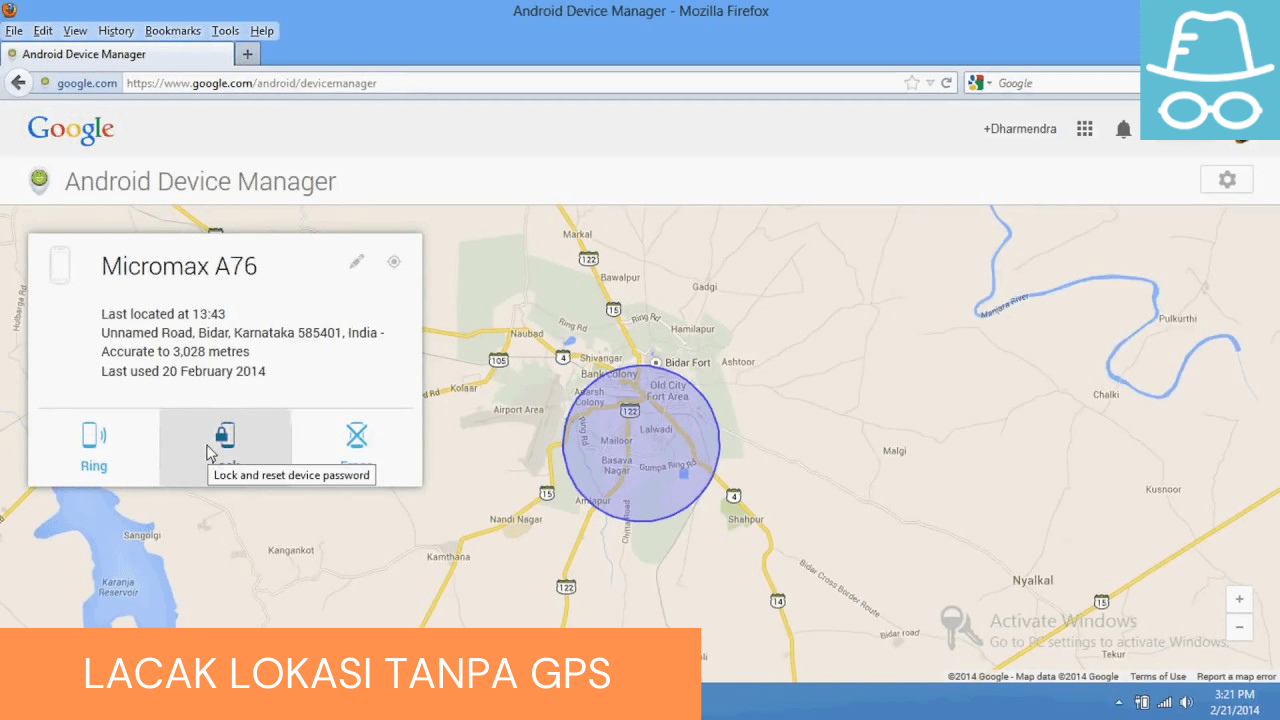 Android Device Manager - Mozilla Firefox
File Edit View History Bookmarks Tools Help
Android Device Manager
google.com https://www.google.com/android/devicemanager
Google
Google
+Dharmendra
Android Device Manager
Micromax A76
Last located at 13:43
Unnamed Road, Bidar, Karnataka 585401, India -
Accurate to 3,028 metres
Last used 20 February 2014
Ring
Lock and reset device password
Markal
122
Bawalpur
Gadgi
15
Ring Rd
Ring Rd
Hamilapur
Naubad
Manjara River
Pulkurthi
105
4
Shivangar
Bidar Fort
Ashtoor
Bank colony
Old City
Fort Area
Kolaar
Adarsh
Colony
Airport Area
122
Chalki
Lalwadi
Mailoor
Malgi
Basava
Nagar
Gumpa Ring Rd
15
Amlapur
4
Kusnoor
Nandi Nagar
Chitta Road
Shahpur
Sangolgi
Kangankot
Kamthana
Karanja
Reservoir
122
14
Bidar Cross Border Route
Nyalkal
15
Bidar road
Tekur
Activate Windows
Go to PC settings to activate Windows.
©2014 Google - Map data ©2014 Google Terms of Use Report a map error
LACAK LOKASI TANPA GPS
3:21 PM
2/21/2014